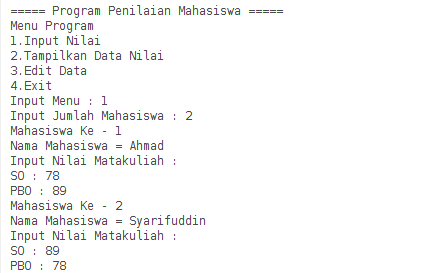 ===== Program Penilaian Mahasiswa =====
Menu Program
1.Input Nilai
2.Tampilkan Data Nilai
3.Edit Data
4.Exit
Input Menu : 1
Input Jumlah Mahasiswa : 2
Mahasiswa Ke - 1
Nama Mahasiswa = Ahmad
Input Nilai Matakuliah :
SO : 78
PBO : 89
Mahasiswa Ke - 2
Nama Mahasiswa = Syarifuddin
Input Nilai Matakuliah :
SO : 89
PBO : 78